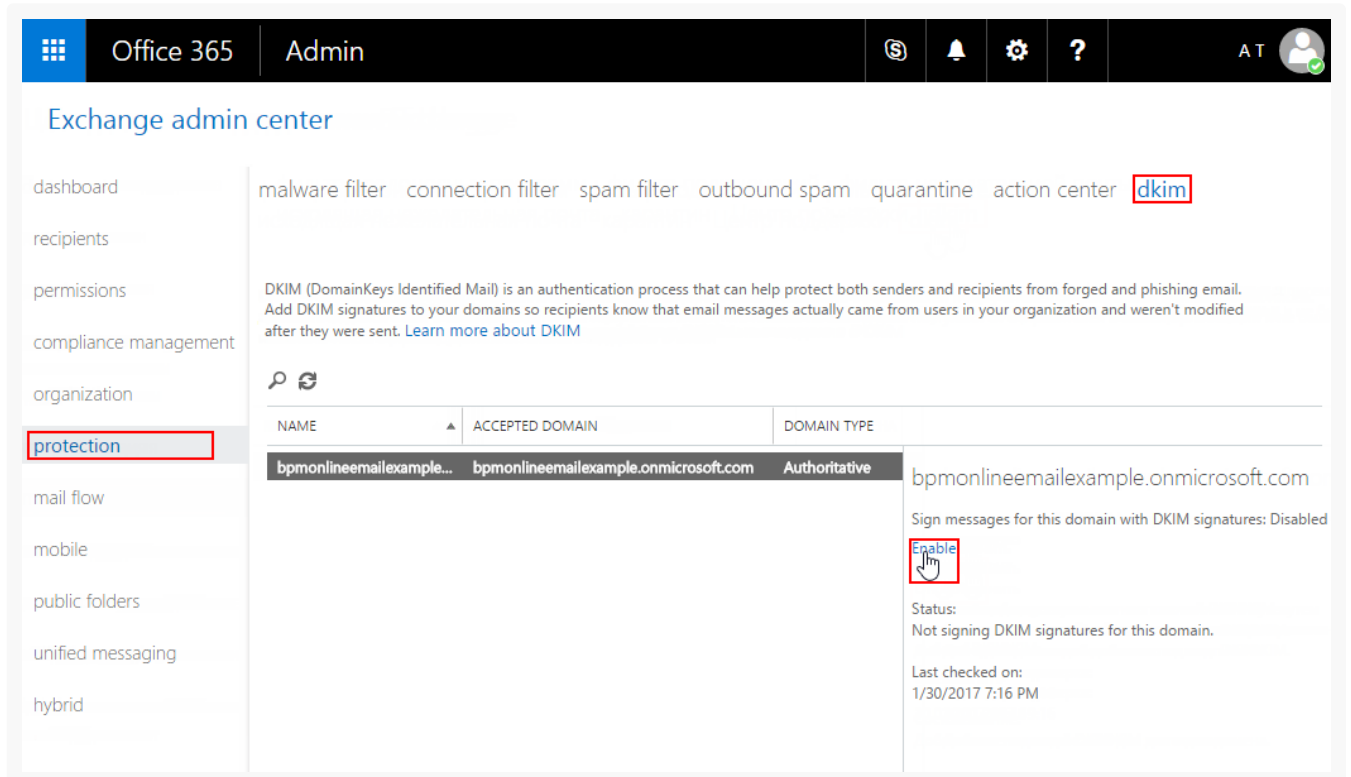 Office 365 Admin A T
Exchange admin center
dashboard
recipients
permissions
compliance management
organization
protection
mail flow
mobile
public folders
unified messaging
hybrid
malware filter connection filter spam filter outbound spam quarantine action center dkim
DKIM (DomainKeys Identified Mail) is an authentication process that can help protect both senders and recipients from forged and phishing email.
Add DKIM signatures to your domains so recipients know that email messages actually came from users in your organization and weren't modified
after they were sent. Learn more about DKIM
NAME ACCEPTED DOMAIN DOMAIN TYPE
bpmonlineemailexample... bpmonlineemailexample.onmicrosoft.com Authoritative
bpmonlineemailexample.onmicrosoft.com
Sign messages for this domain with DKIM signatures: Disabled
Enable
Status:
Not signing DKIM signatures for this domain.
Last checked on:
1/30/2017 7:16 PM